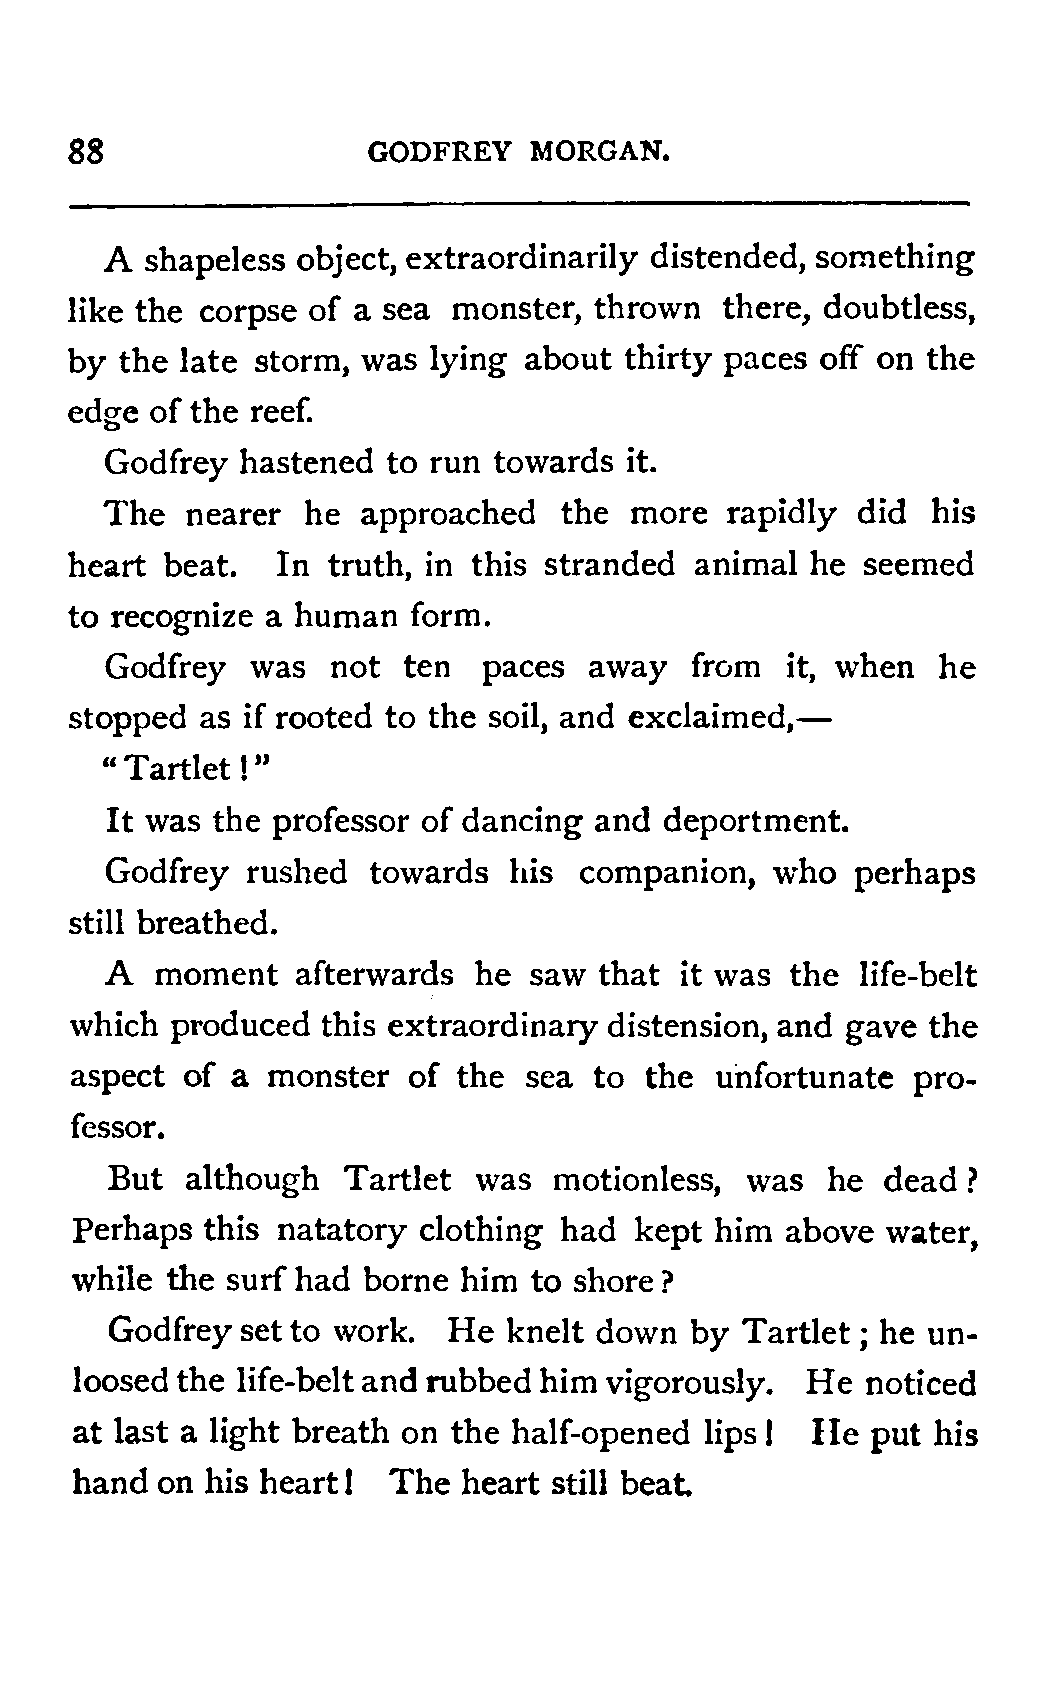 88 GODFREY MORGAN.
A shapeless object, extraordinarily distended, something
like the corpse of a sea monster, thrown there, doubtless,
by the late storm, was lying about thirty paces off on the
edge of the reef.
Godfrey hastened to run towards it.
The nearer he approached the more rapidly did his
heart beat. In truth, in this stranded animal he seemed
to recognize a human form.
Godfrey was not ten paces away from it, when he
stopped as if rooted to the soil, and exclaimed,—
“Tartlet!”
It was the professor of dancing and deportment.
Godfrey rushed towards his companion, who perhaps
still breathed.
A moment afterwards he saw that it was the life-belt
which produced this extraordinary distension, and gave the
aspect of a monster of the sea to the unfortunate pro-
fessor.
But although Tartlet was motionless, was he dead?
Perhaps this natatory clothing had kept him above water,
while the surf had borne him to shore?
Godfrey set to work. He knelt down by Tartlet; he un-
loosed the life-belt and rubbed him vigorously. He noticed
at last a light breath on the half-opened lips! He put his
hand on his heart! The heart still beat.